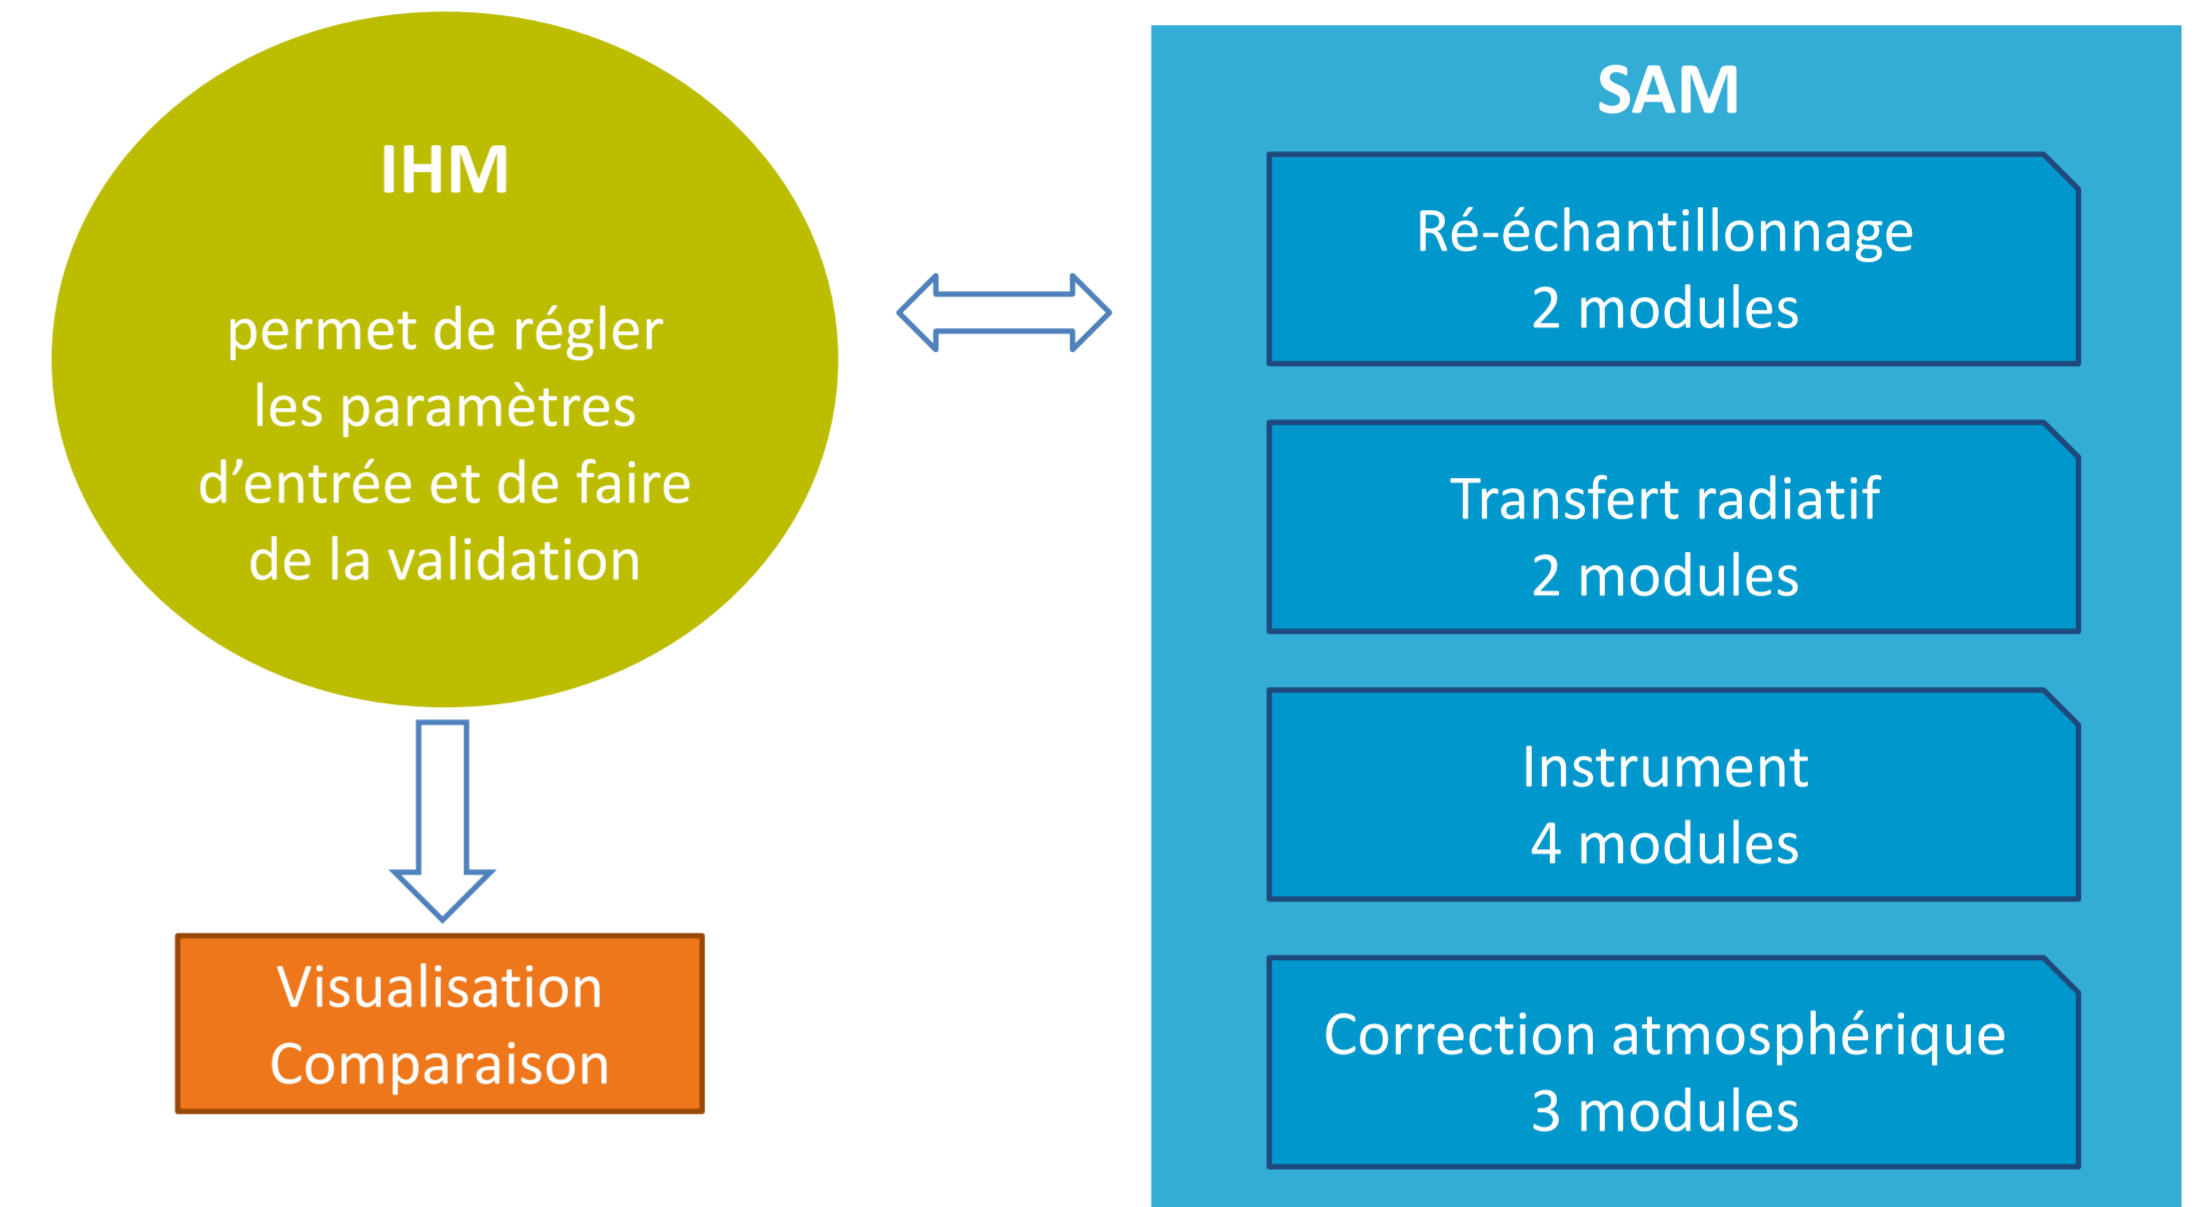 IHM
permet de régler
les paramètres
d’entrée et de faire
de la validation
Visualisation
Comparaison
SAM
Ré-échantillonnage
2 modules
Transfert radiatif
2 modules
Instrument
4 modules
Correction atmosphérique
3 modules